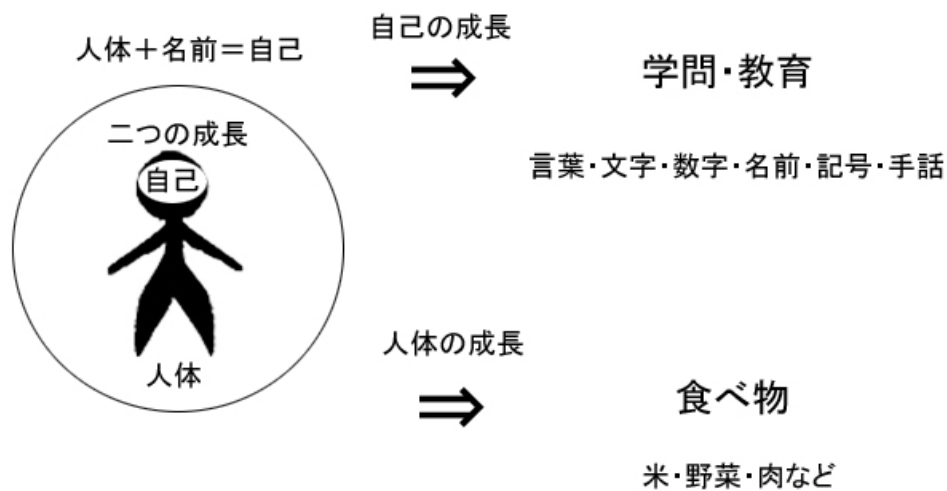 人体+名前=自己
二つの成長
自己
人体
自己の成長
⇒
学問・教育
言葉・文字・数字・名前・記号・手話
人体の成長
⇒
食べ物
米・野菜・肉など